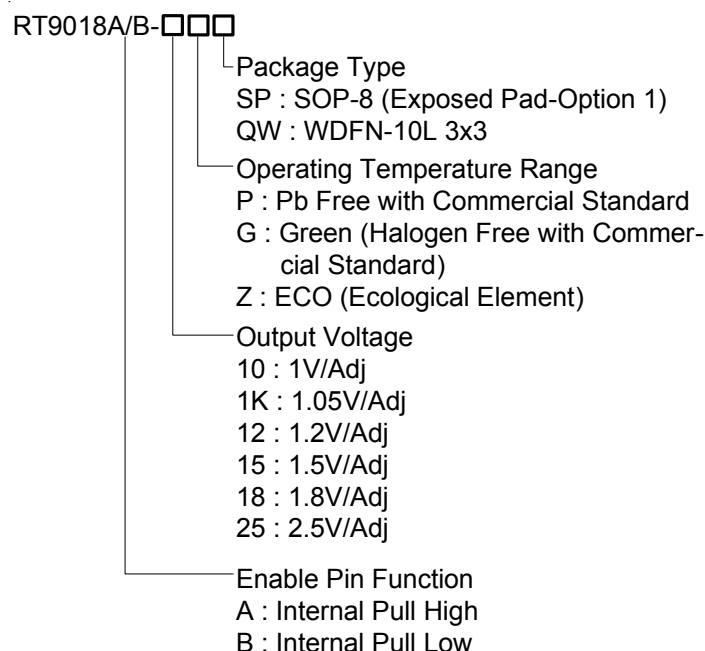 RT9018A/B-□□□
Package Type
SP : SOP-8 (Exposed Pad-Option 1)
QW : WDFN-10L 3x3
Operating Temperature Range
P : Pb Free with Commercial Standard
G : Green (Halogen Free with Commer-
cial Standard)
Z : ECO (Ecological Element)
Output Voltage
10 : 1V/Adj
1K : 1.05V/Adj
12 : 1.2V/Adj
15 : 1.5V/Adj
18 : 1.8V/Adj
25 : 2.5V/Adj
Enable Pin Function
A : Internal Pull High
B : Internal Pull Low